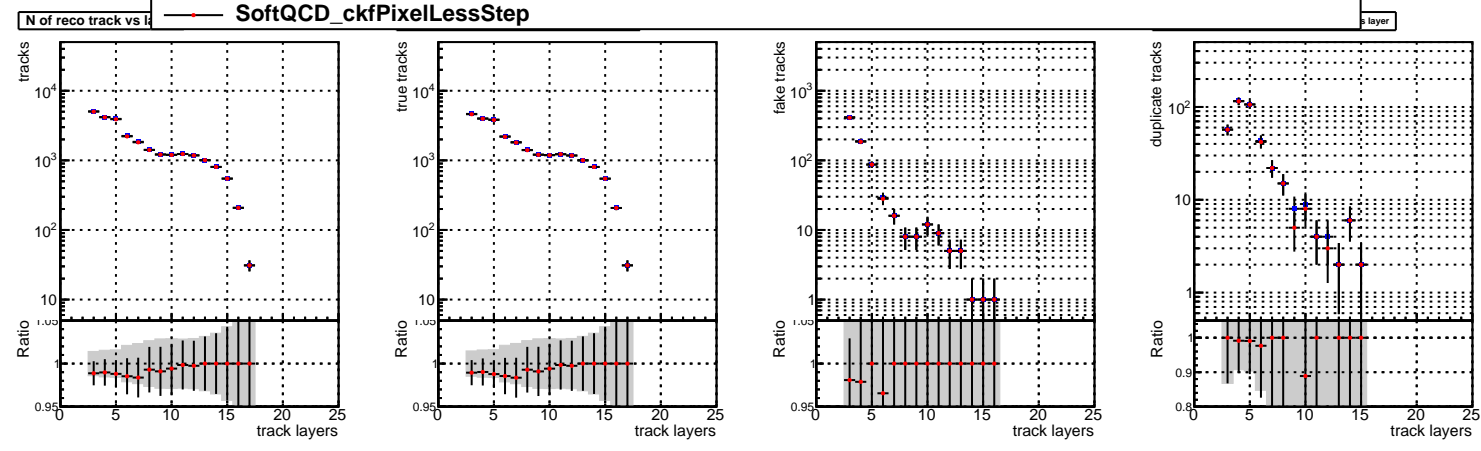 SoftQCD_ckfPixelLessStep
N of reco track vs la
s layer
tracks
10⁴
10³
10²
10
Ratio
1.05
1
0.95
0 5 10 15 20 25
track layers
true tracks
10⁴
10³
10²
10
Ratio
1.05
1
0.95
0 5 10 15 20 25
track layers
fake tracks
10³
10²
10
1
Ratio
1.05
1
0.95
0 5 10 15 20 25
track layers
duplicate tracks
10²
10
1
Ratio
1
0.9
0.8
0 5 10 15 20 25
track layers